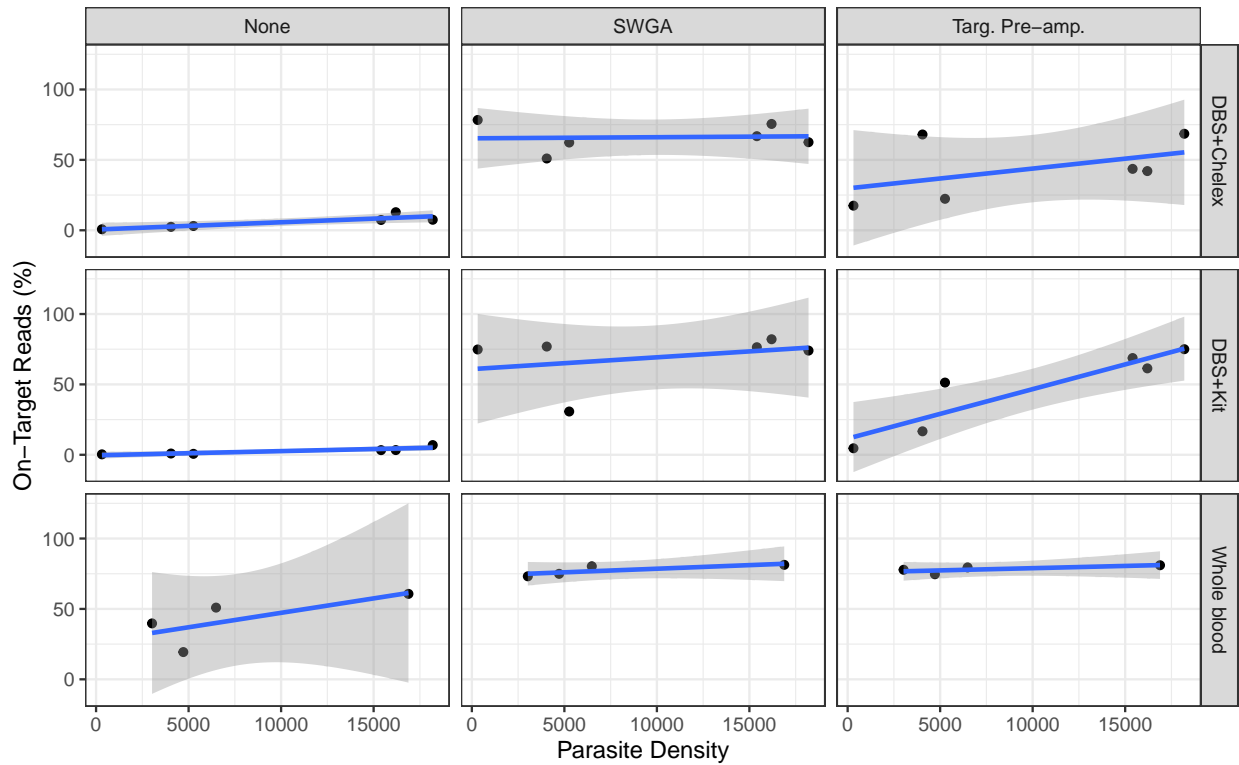 None SWGA Targ. Pre−amp.
100
50
0
DBS+Chelex
On−Target Reads (%)
100
50
0
DBS+Kit
100
50
0
Whole blood
0 5000 10000 15000 0 5000 10000 15000 0 5000 10000 15000
Parasite Density